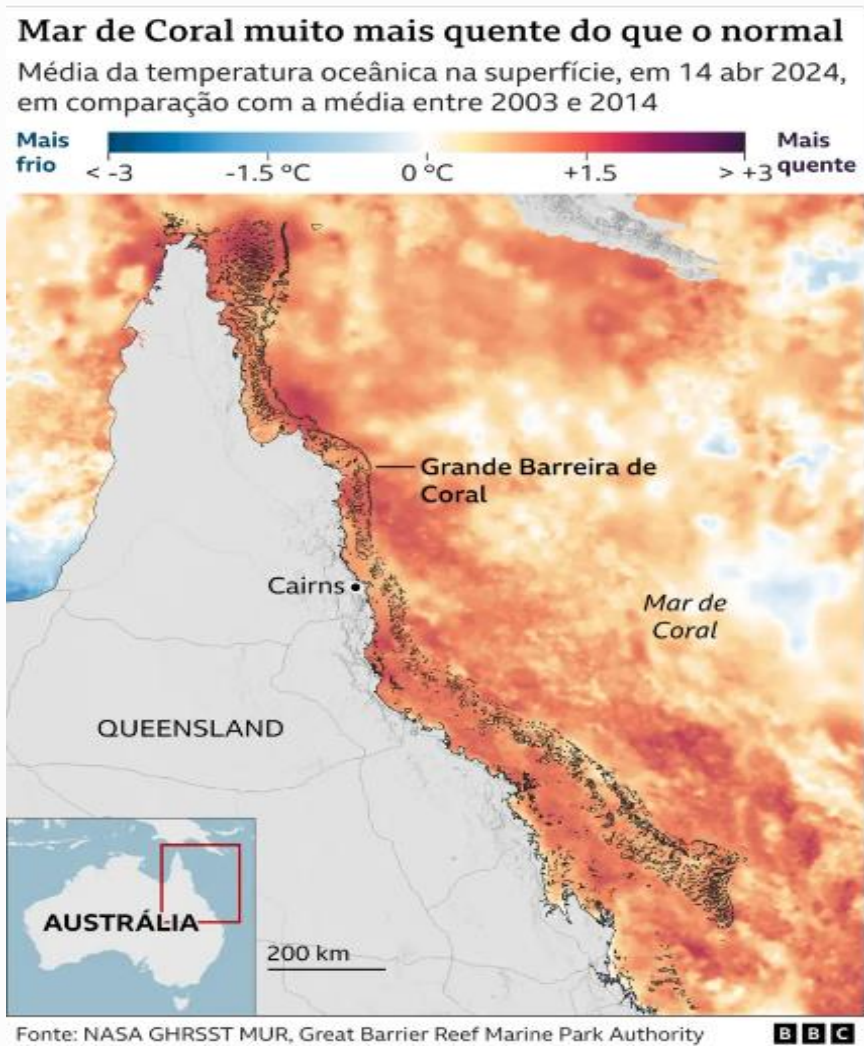 Mar de Coral muito mais quente do que o normal
Média da temperatura oceânica na superfície, em 14 abr 2024,
em comparação com a média entre 2003 e 2014
Mais frio
< -3
-1.5 °C
0 °C
+1.5
> +3
Mais quente
Grande Barreira de
Coral
Cairns
Mar de
Coral
QUEENSLAND
AUSTRÁLIA
200 km
Fonte: NASA GHRSST MUR, Great Barrier Reef Marine Park Authority
BBC